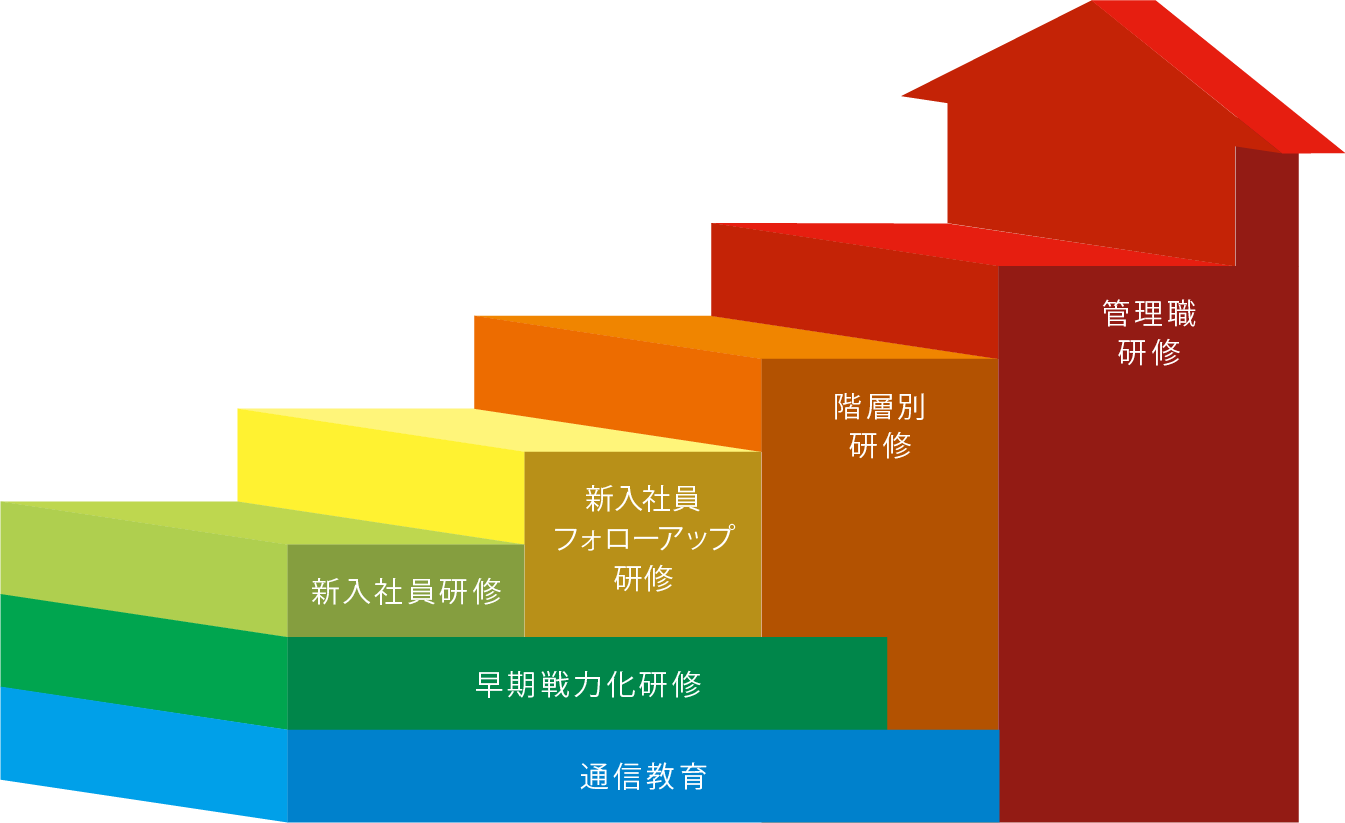 管理職
研修
階層別
研修
新入社員
フォローアップ
研修
新入社員研修
早期戦力化研修
通信教育